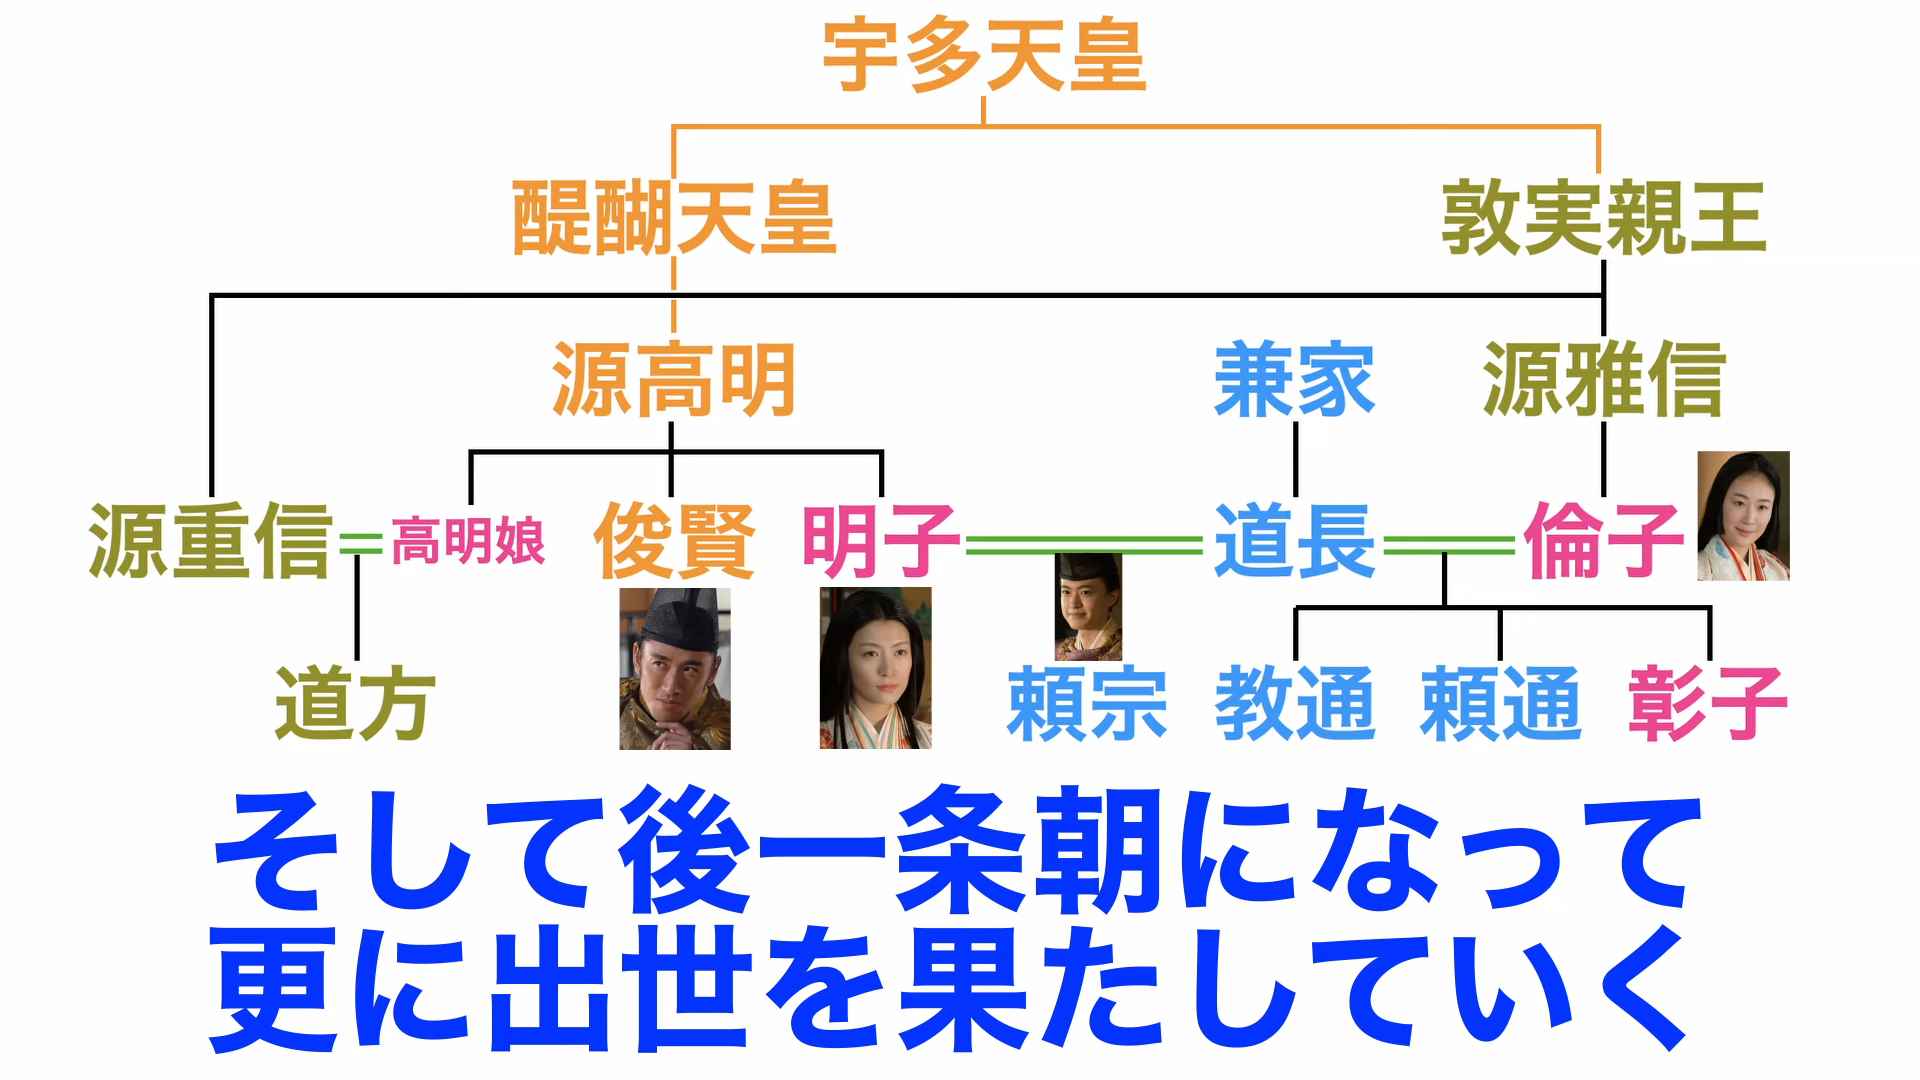 宇多天皇
醍醐天皇
敦実親王
源高明
兼家
源雅信
源重信
高明娘
俊賢
明子
道長
倫子
道方
頼宗
教通
頼通
彰子
そして後一条朝になって
更に出世を果たしていく